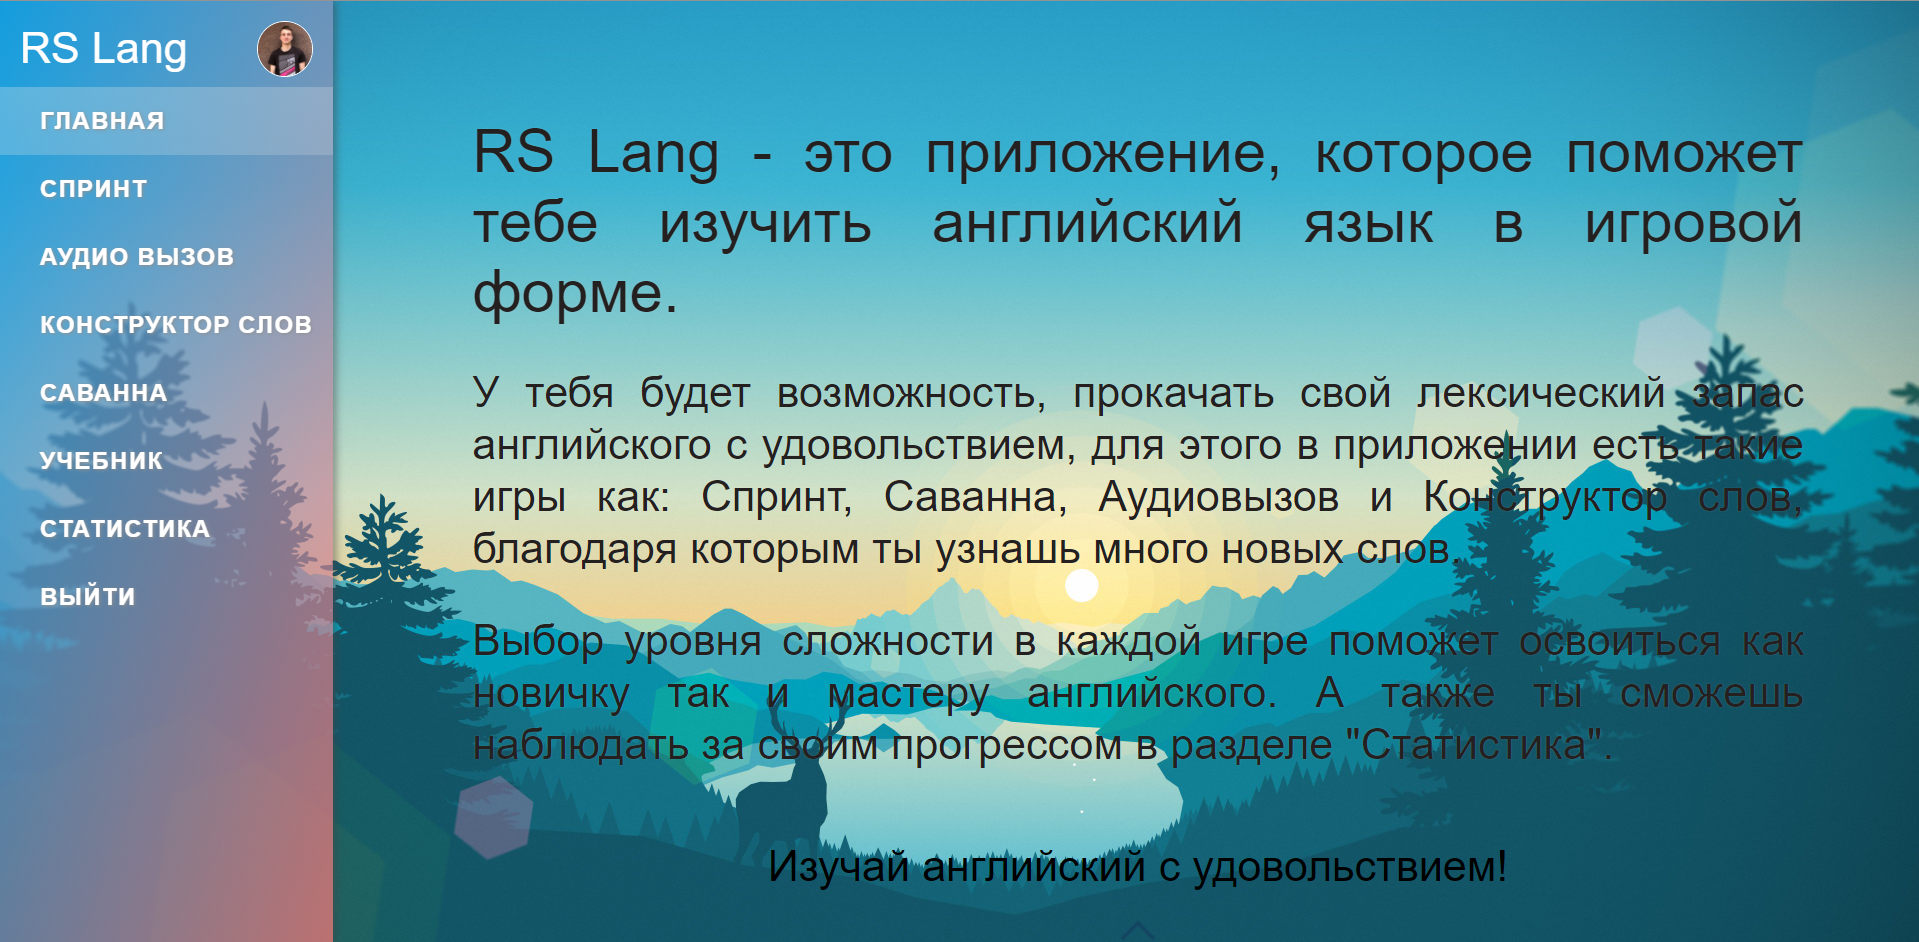 RS Lang
ГЛАВНАЯ
СПРИНТ
АУДИО ВЫЗОВ
КОНСТРУКТОР СЛОВ
САВАННА
УЧЕБНИК
СТАТИСТИКА
ВЫЙТИ
RS Lang - это приложение, которое поможет
тебе изучить английский язык в игровой
форме.
У тебя будет возможность, прокачать свой лексический запас
английского с удовольствием, для этого в приложении есть такие
игры как: Спринт, Саванна, Аудиовызов и Конструктор слов,
благодаря которым ты узнашь много новых слов.
Выбор уровня сложности в каждой игре поможет освоиться как
новичку так и мастеру английского. А также ты сможешь
наблюдать за своим прогрессом в разделе "Статистика".
Изучай английский с удовольствием!